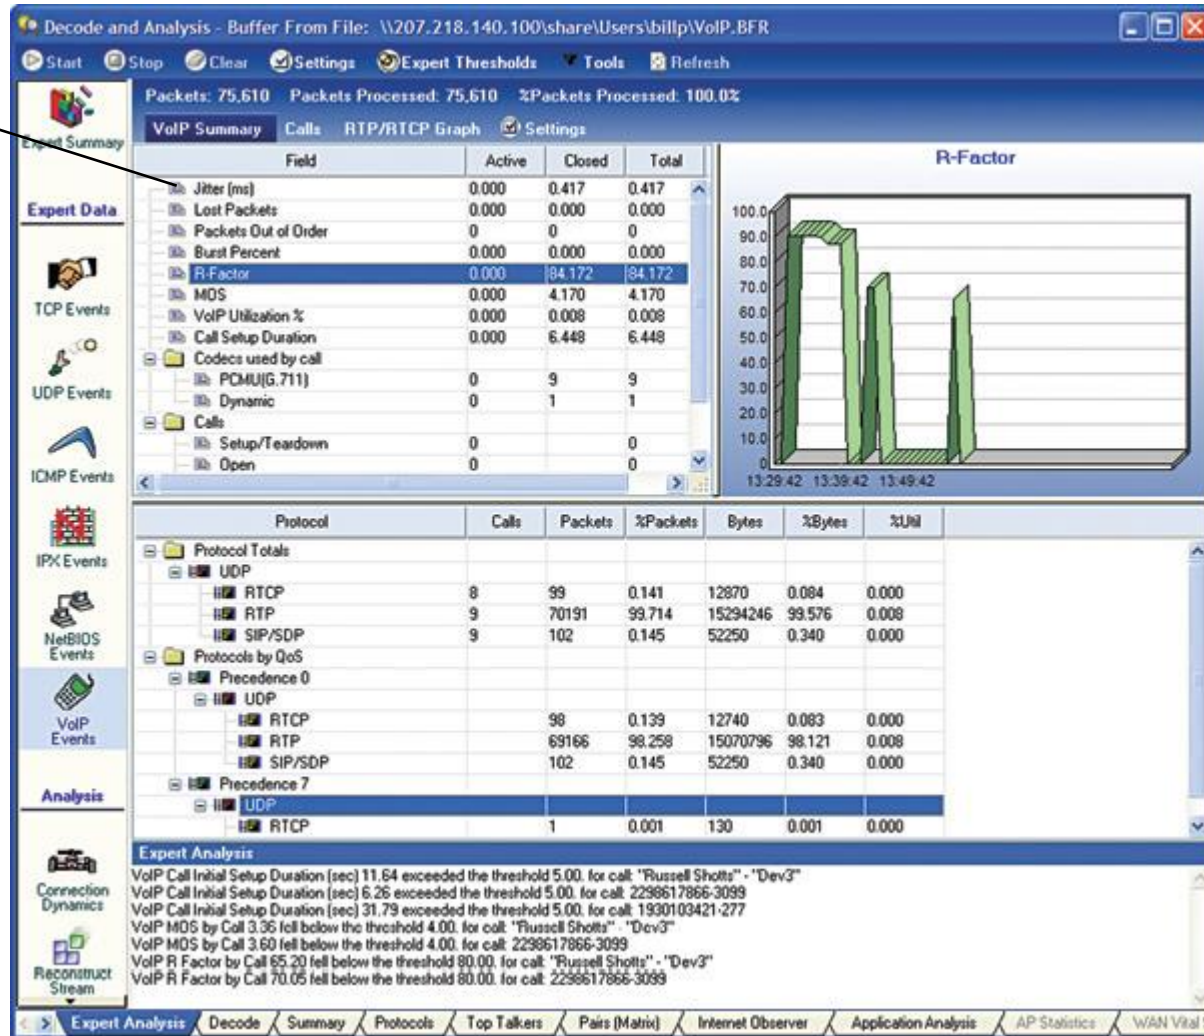 Decode and Analysis - Buffer From File: \\207.218.140.100\share\Users\billp\VoIP.BFR
Start Stop Clear Settings Expert Thresholds Tools Refresh
Expert Summary
Expert Data
TCP Events
UDP Events
ICMP Events
IPX Events
NetBIOS Events
VoIP Events
Analysis
Connection Dynamics
Reconstruct Stream
Packets: 75,610 Packets Processed: 75,610 %Packets Processed: 100.0%
VoIP Summary Calls RTP/RTCP Graph Settings
Field Active Closed Total
Jitter (ms) 0.000 0.417 0.417
Lost Packets 0.000 0.000 0.000
Packets Out of Order 0 0 0
Burst Percent 0.000 0.000 0.000
R-Factor 0.000 84.172 84.172
MOS 0.000 4.170 4.170
VoIP Utilization % 0.000 0.008 0.008
Call Setup Duration 0.000 6.448 6.448
Codecs used by call
PCMU(G.711) 0 9 9
Dynamic 0 1 1
Calls
Setup/Teardown 0 0
Open 0 0
R-Factor
100.0
90.0
80.0
70.0
60.0
50.0
40.0
30.0
20.0
10.0
0
13:29:42 13:39:42 13:49:42
Protocol Calls Packets %Packets Bytes %Bytes %Util
Protocol Totals
UDP
RTCP 8 99 0.141 12870 0.084 0.000
RTP 9 70191 99.714 15294246 99.576 0.008
SIP/SDP 9 102 0.145 52250 0.340 0.000
Protocols by QoS
Precedence 0
UDP
RTCP 98 0.139 12740 0.083 0.000
RTP 69166 98.258 15070796 98.121 0.008
SIP/SDP 102 0.145 52250 0.340 0.000
Precedence 7
UDP
RTCP 1 0.001 130 0.001 0.000
Expert Analysis
VoIP Call Initial Setup Duration (sec) 11.64 exceeded the threshold 5.00. for call: "Russell Shotts" - "Dev3"
VoIP Call Initial Setup Duration (sec) 6.26 exceeded the threshold 5.00. for call: 2298617866-3099
VoIP Call Initial Setup Duration (sec) 31.79 exceeded the threshold 5.00. for call: 1930103421-277
VoIP MOS by Call 3.36 fell below the threshold 4.00. for call: "Russell Shotts" - "Dev3"
VoIP MOS by Call 3.60 fell below the threshold 4.00. for call: 2298617866-3099
VoIP R Factor by Call 65.20 fell below the threshold 80.00. for call: "Russell Shotts" - "Dev3"
VoIP R Factor by Call 70.05 fell below the threshold 80.00. for call: 2298617866-3099
Expert Analysis Decode Summary Protocols Top Talkers Pairs (Matrix) Internet Observer Application Analysis AP Statistics WAN Vital